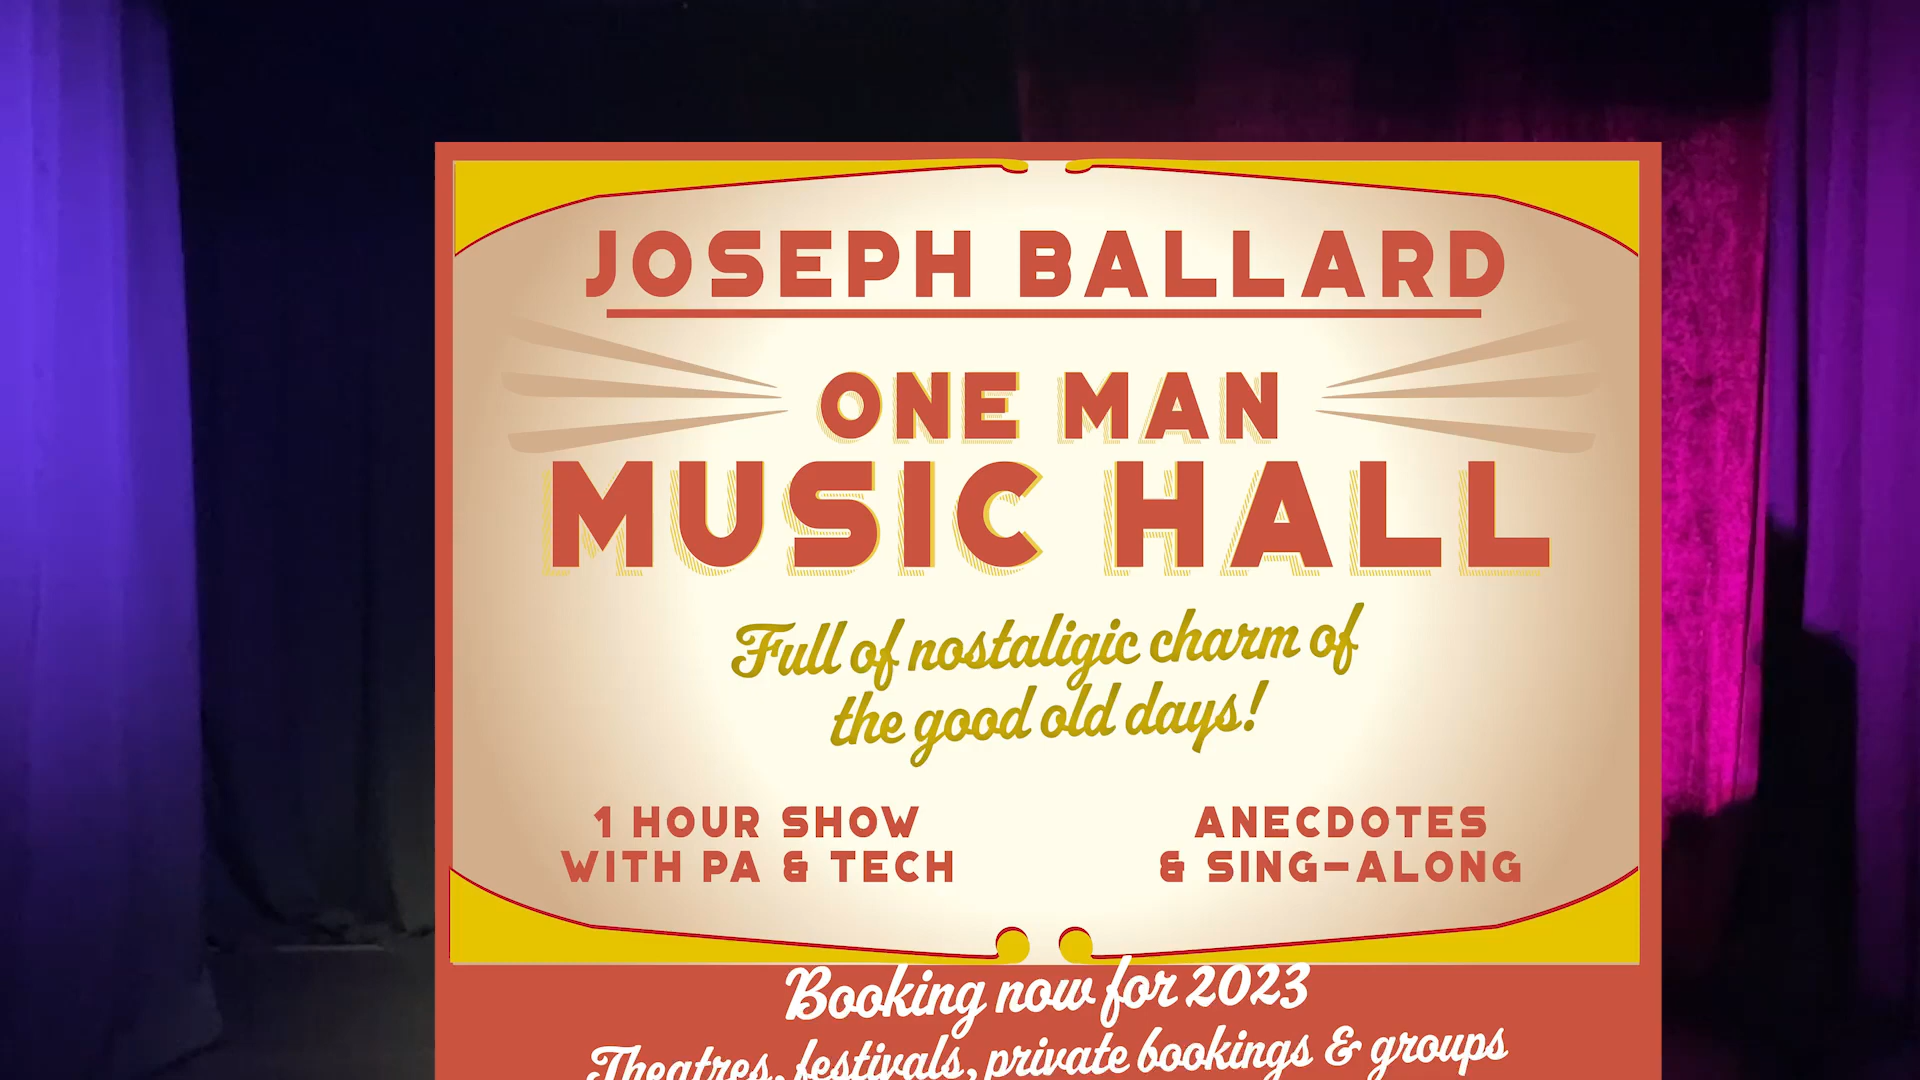 JOSEPH BALLARD
ONE MAN
MUSIC HALL
Full of nostaligic charm of
the good old days!
1 HOUR SHOW
WITH PA & TECH
ANECDOTES
& SING-ALONG
Booking now for 2023
Theatres, festivals, private bookings & groups